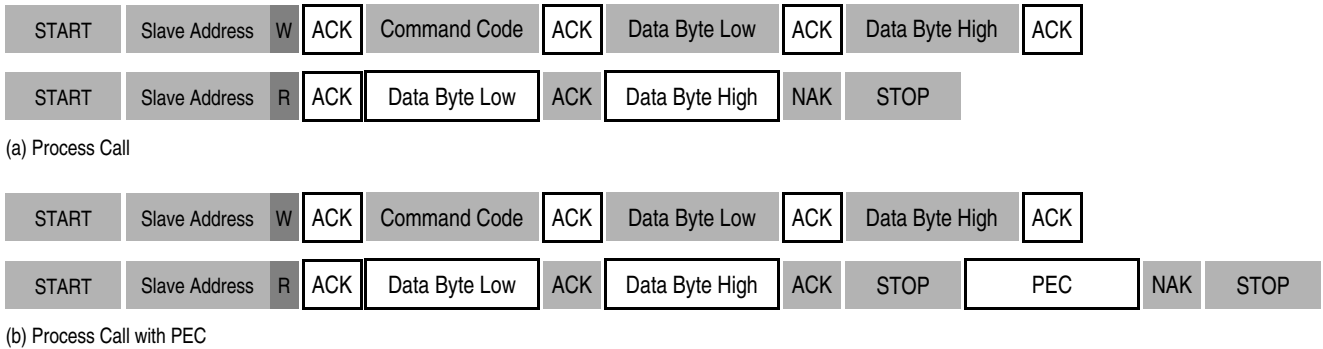 START Slave Address W ACK Command Code ACK Data Byte Low ACK Data Byte High ACK
START Slave Address R ACK Data Byte Low ACK Data Byte High NAK STOP
(a) Process Call
START Slave Address W ACK Command Code ACK Data Byte Low ACK Data Byte High ACK
START Slave Address R ACK Data Byte Low ACK Data Byte High ACK STOP PEC NAK STOP
(b) Process Call with PEC